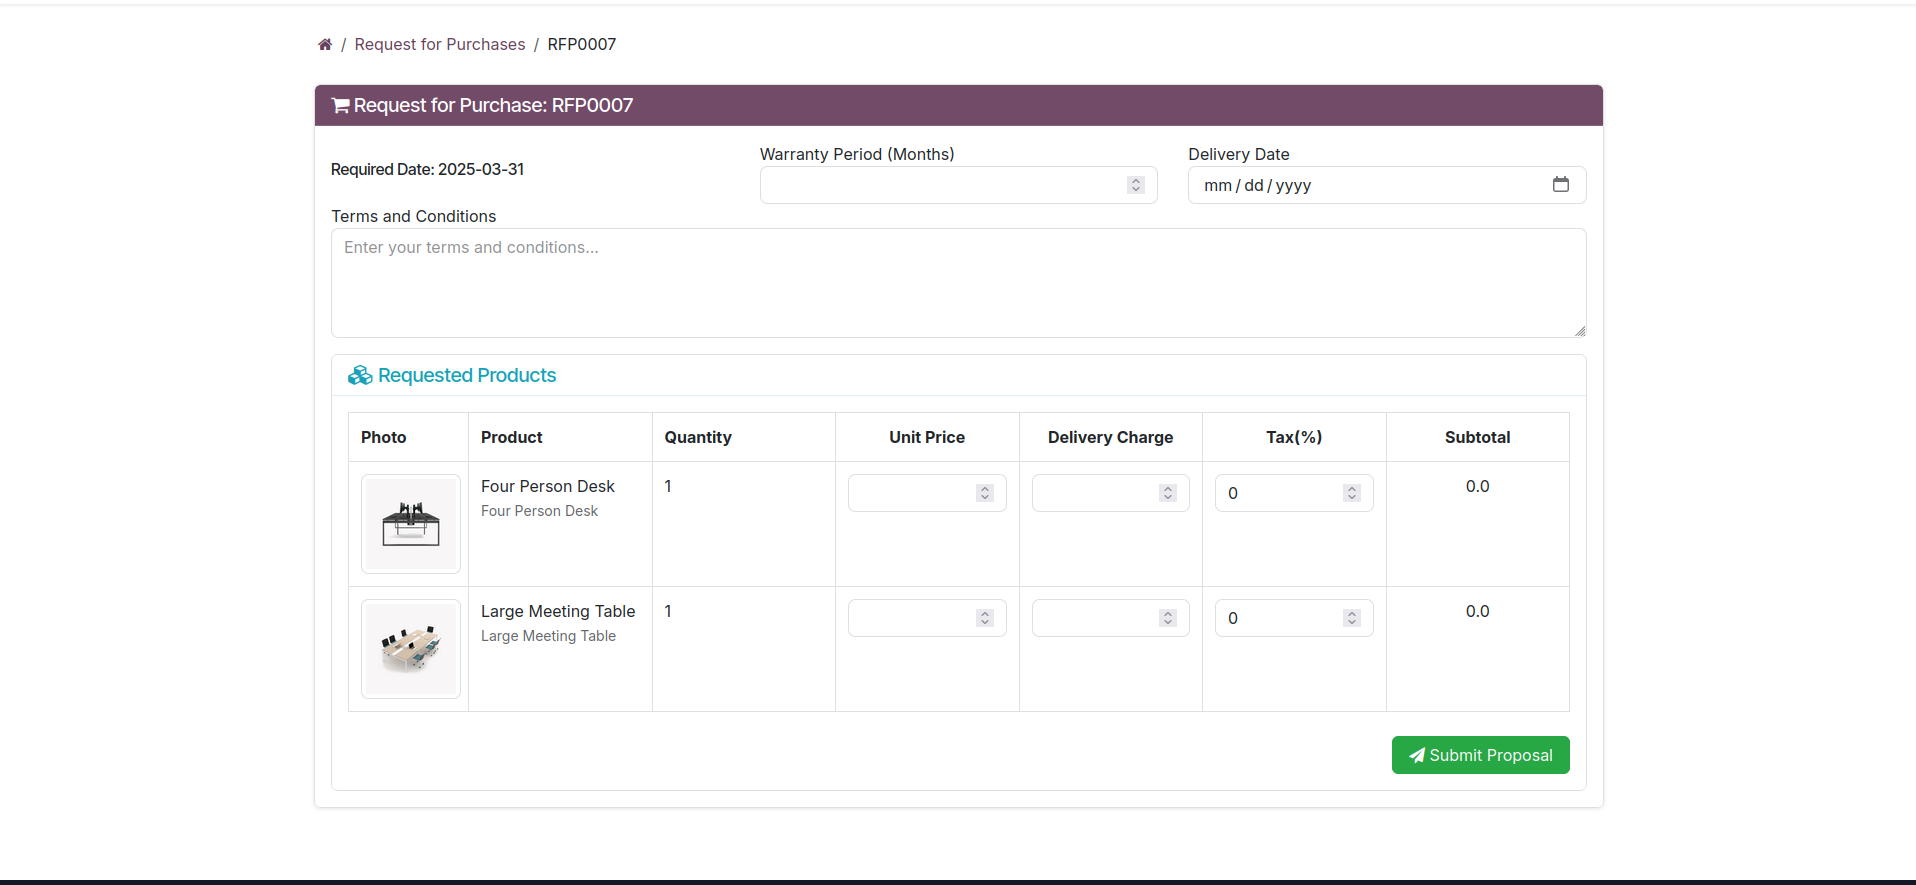 / Request for Purchases / RFP0007
Request for Purchase: RFP0007
Required Date: 2025-03-31
Warranty Period (Months)
Delivery Date
mm/dd/yyyy
Terms and Conditions
Enter your terms and conditions...
Requested Products
Photo Product Quantity Unit Price Delivery Charge Tax(%) Subtotal
Four Person Desk 1 0 0.0
Four Person Desk
Large Meeting Table 1 0 0.0
Large Meeting Table
Submit Proposal